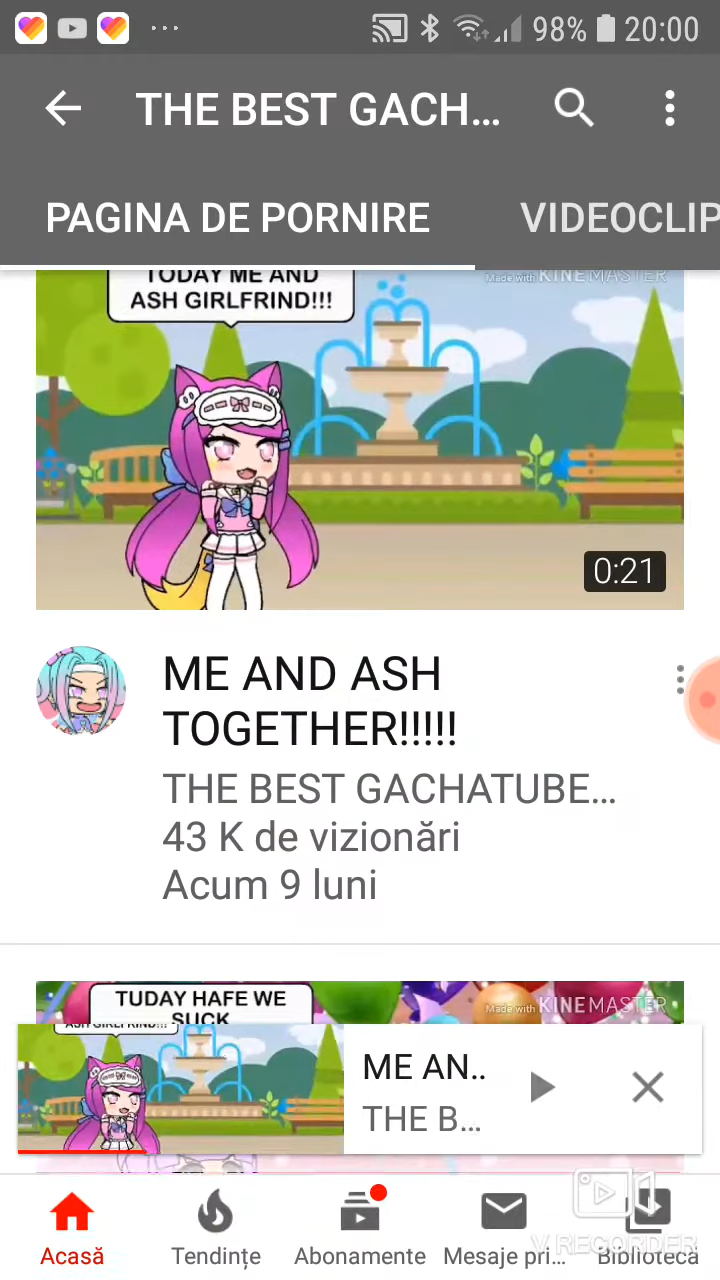 98% 20:00
THE BEST GACH...
PAGINA DE PORNIRE VIDEOCLIP
TODAY ME AND
ASH GIRLFRIND!!!
Made with KINEMASTER
0:21
ME AND ASH
TOGETHER!!!!!
THE BEST GACHATUBE...
43 K de vizionări
Acum 9 luni
TUDAY HAFE WE
SUCK
Made with KINEMASTER
ASH GIRLFRIND!!!
ME AN..
THE B...
Acasă Tendințe Abonamente Mesaje pri... Bibliotecă
V RECORDER